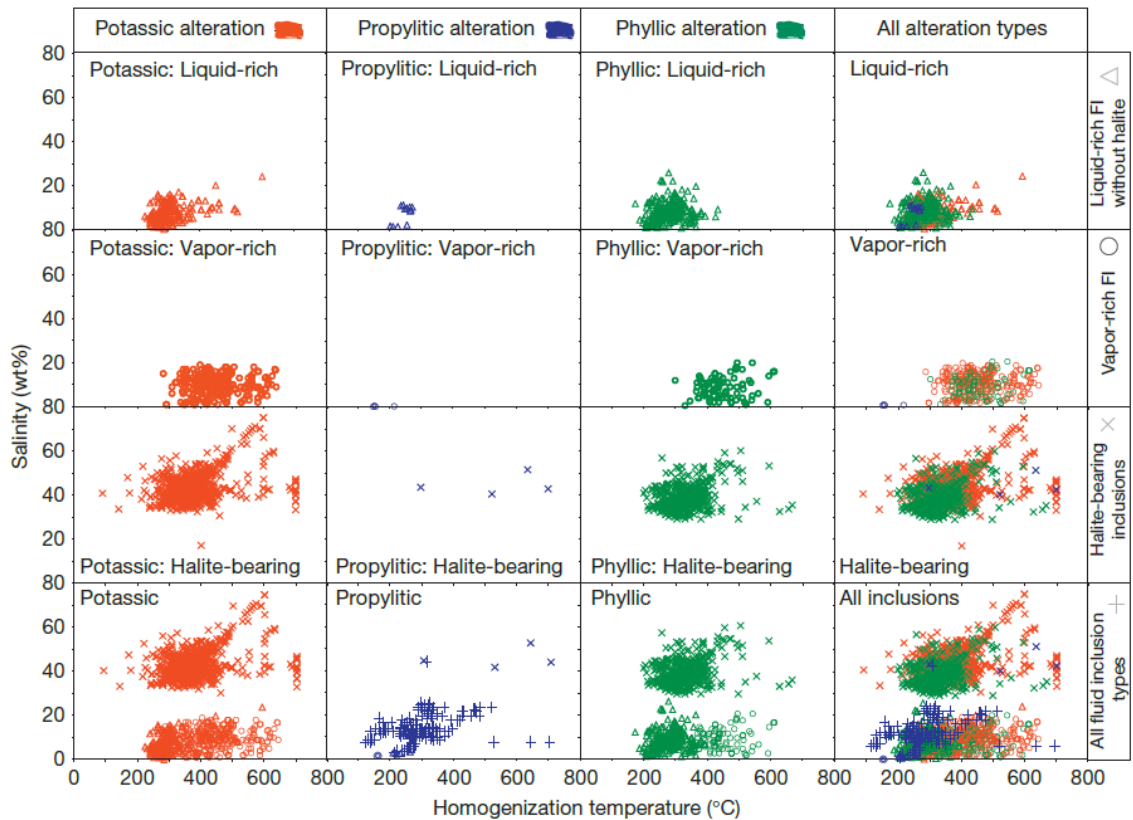 Potassic alteration
Propylitic alteration
Phyllic alteration
All alteration types
80
60
40
20
80
Potassic: Liquid-rich
Propylitic: Liquid-rich
Phyllic: Liquid-rich
Liquid-rich
Liquid-rich FI
without halite
60
40
20
80
Potassic: Vapor-rich
Propylitic: Vapor-rich
Phyllic: Vapor-rich
Vapor-rich
Vapor-rich FI
60
40
20
80
Potassic: Halite-bearing
Propylitic: Halite-bearing
Phyllic: Halite-bearing
Halite-bearing
Halite-bearing
inclusions
60
40
20
0
Potassic
Propylitic
Phyllic
All inclusions
All fluid inclusion
types
Salinity (wt%)
0 200 400 600 800 200 400 600 800 200 400 600 800 200 400 600 800
Homogenization temperature (°C)